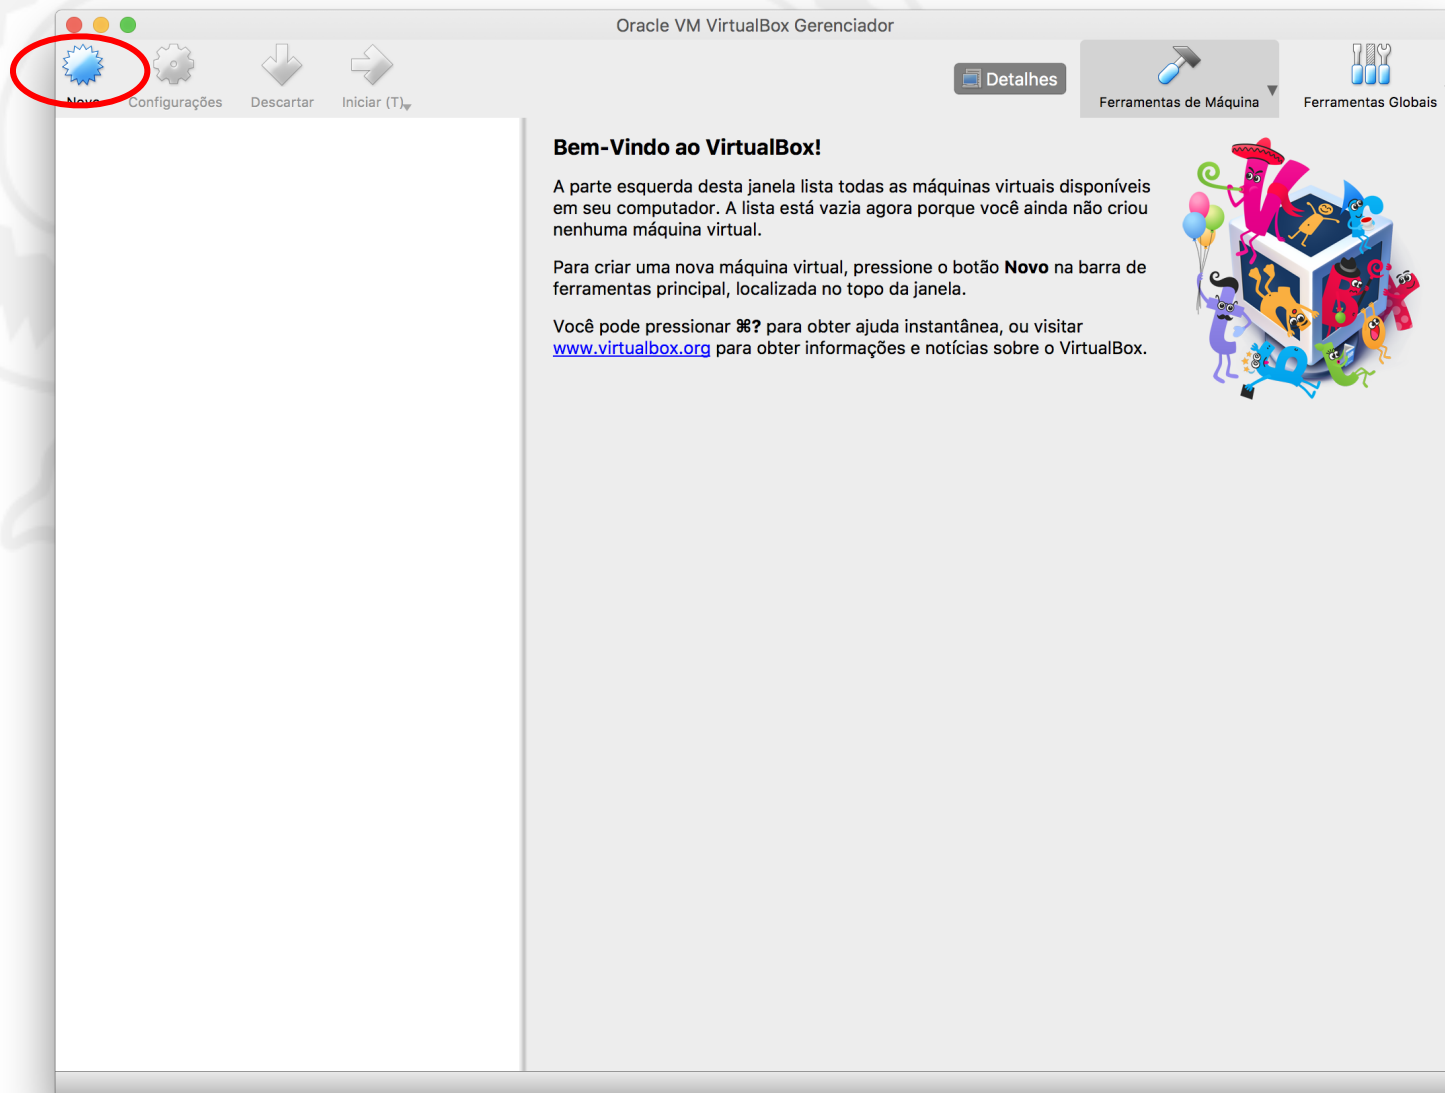 Oracle VM VirtualBox Gerenciador
Novo Configurações Descartar Iniciar (T)
Detalhes
Ferramentas de Máquina
Ferramentas Globais
Bem-Vindo ao VirtualBox!
A parte esquerda desta janela lista todas as máquinas virtuais disponíveis
em seu computador. A lista está vazia agora porque você ainda não criou
nenhuma máquina virtual.
Para criar uma nova máquina virtual, pressione o botão Novo na barra de
ferramentas principal, localizada no topo da janela.
Você pode pressionar ⌘? para obter ajuda instantânea, ou visitar
www.virtualbox.org para obter informações e notícias sobre o VirtualBox.